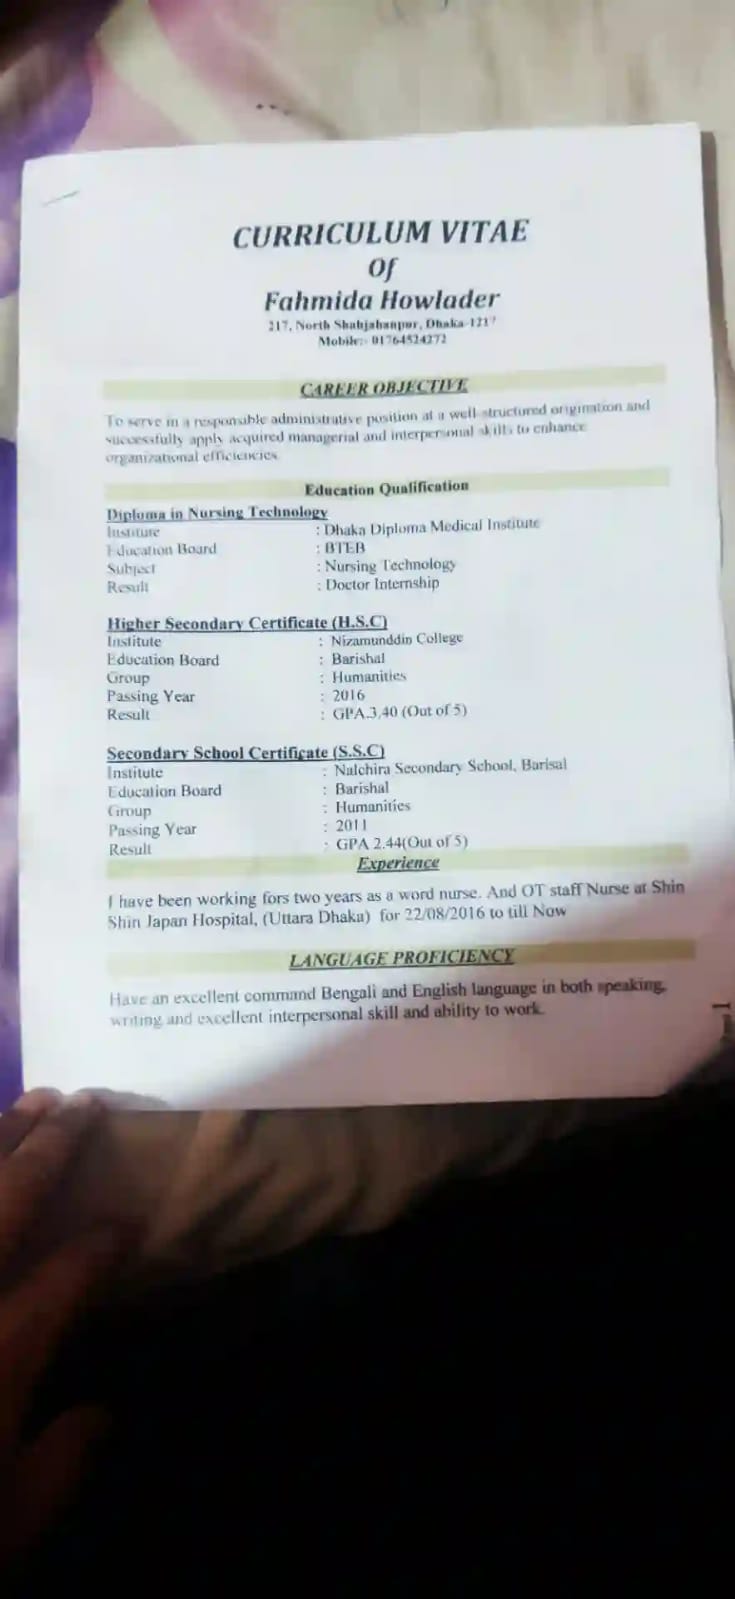 CURRICULUM VITAE
Of
Fahmida Howlader
217, North Shahjahanpur, Dhaka-1217
Mobile:- 01764524272
CAREER OBJECTIVE
To serve in a responsible administrative position at a well-structured origination and
successfully apply acquired managerial and interpersonal skills to enhance
organizational efficiencies.
Education Qualification
Diploma in Nursing Technology
Institute : Dhaka Diploma Medical Institute
Education Board : BTEB
Subject : Nursing Technology
Result : Doctor Internship
Higher Secondary Certificate (H.S.C)
Institute : Nizamunddin College
Education Board : Barishal
Group : Humanities
Passing Year : 2016
Result : GPA.3.40 (Out of 5)
Secondary School Certificate (S.S.C)
Institute : Nalchira Secondary School, Barisal
Education Board : Barishal
Group : Humanities
Passing Year : 2011
Result : GPA 2.44(Out of 5)
Experience
I have been working fors two years as a word nurse. And OT staff Nurse at Shin
Shin Japan Hospital, (Uttara Dhaka) for 22/08/2016 to till Now
LANGUAGE PROFICIENCY
Have an excellent command Bengali and English language in both speaking,
writing and excellent interpersonal skill and ability to work.